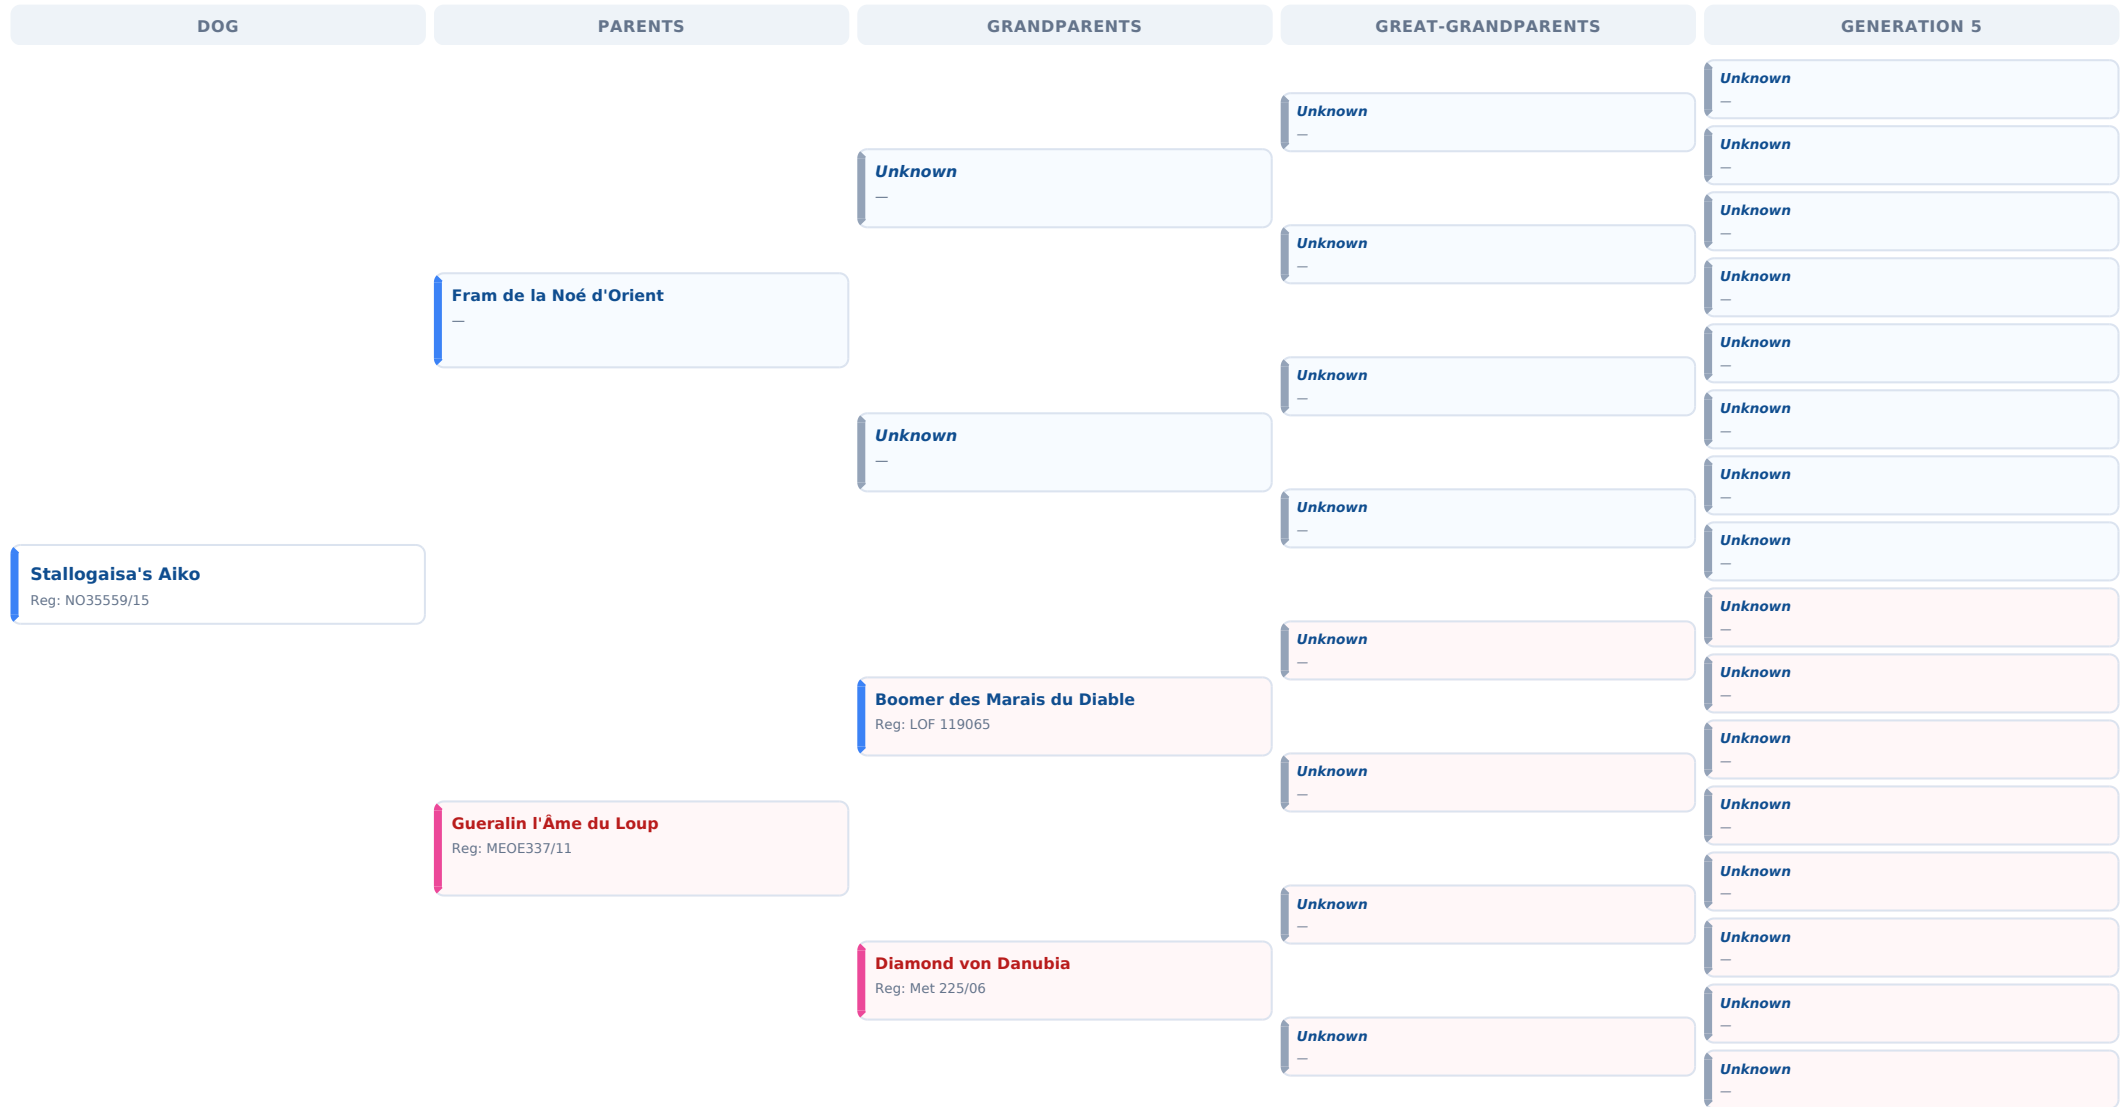 DOG
PARENTS
GRANDPARENTS
GREAT-GRANDPARENTS
GENERATION 5
Stallogaisa's Aiko
Reg: NO35559/15
Fram de la Noé d'Orient
—
Gueralin l'Âme du Loup
Reg: MEOE337/11
Unknown
—
Unknown
—
Boomer des Marais du Diable
Reg: LOF 119065
Diamond von Danubia
Reg: Met 225/06
Unknown
—
Unknown
—
Unknown
—
Unknown
—
Unknown
—
Unknown
—
Unknown
—
Unknown
—
Unknown
—
Unknown
—
Unknown
—
Unknown
—
Unknown
—
Unknown
—
Unknown
—
Unknown
—
Unknown
—
Unknown
—
Unknown
—
Unknown
—
Unknown
—
Unknown
—
Unknown
—
Unknown
—